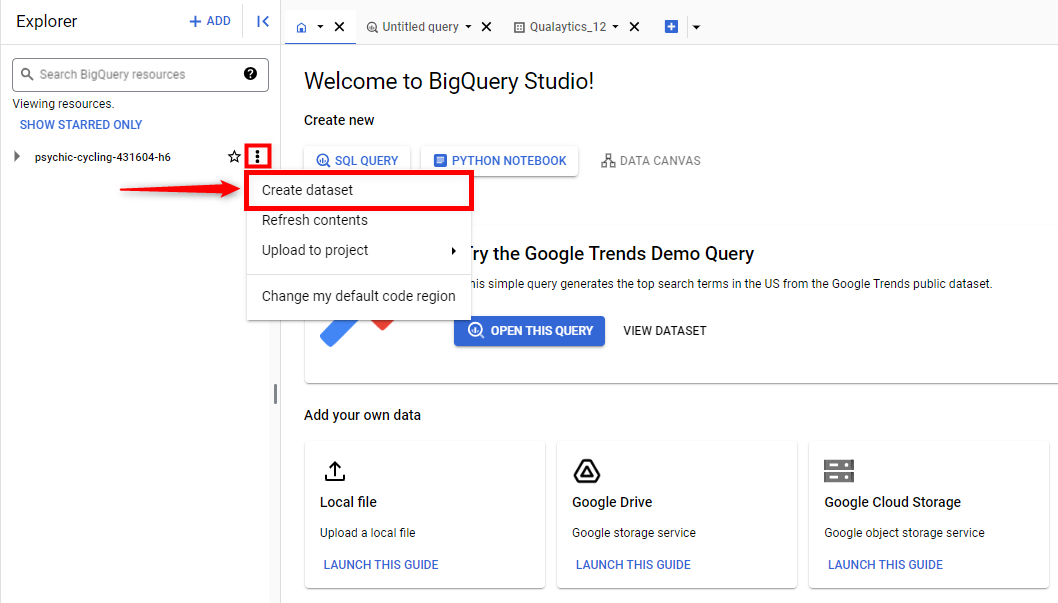 Explorer
+ ADD
Untitled query
Qualaytics_12
Search BigQuery resources
Viewing resources.
SHOW STARRED ONLY
psychic-cycling-431604-h6
Welcome to BigQuery Studio!
Create new
SQL QUERY
PYTHON NOTEBOOK
DATA CANVAS
Create dataset
Refresh contents
Upload to project
Change my default code region
Try the Google Trends Demo Query
his simple query generates the top search terms in the US from the Google Trends public dataset.
OPEN THIS QUERY
VIEW DATASET
Add your own data
Local file
Upload a local file
LAUNCH THIS GUIDE
Google Drive
Google storage service
LAUNCH THIS GUIDE
Google Cloud Storage
Google object storage service
LAUNCH THIS GUIDE